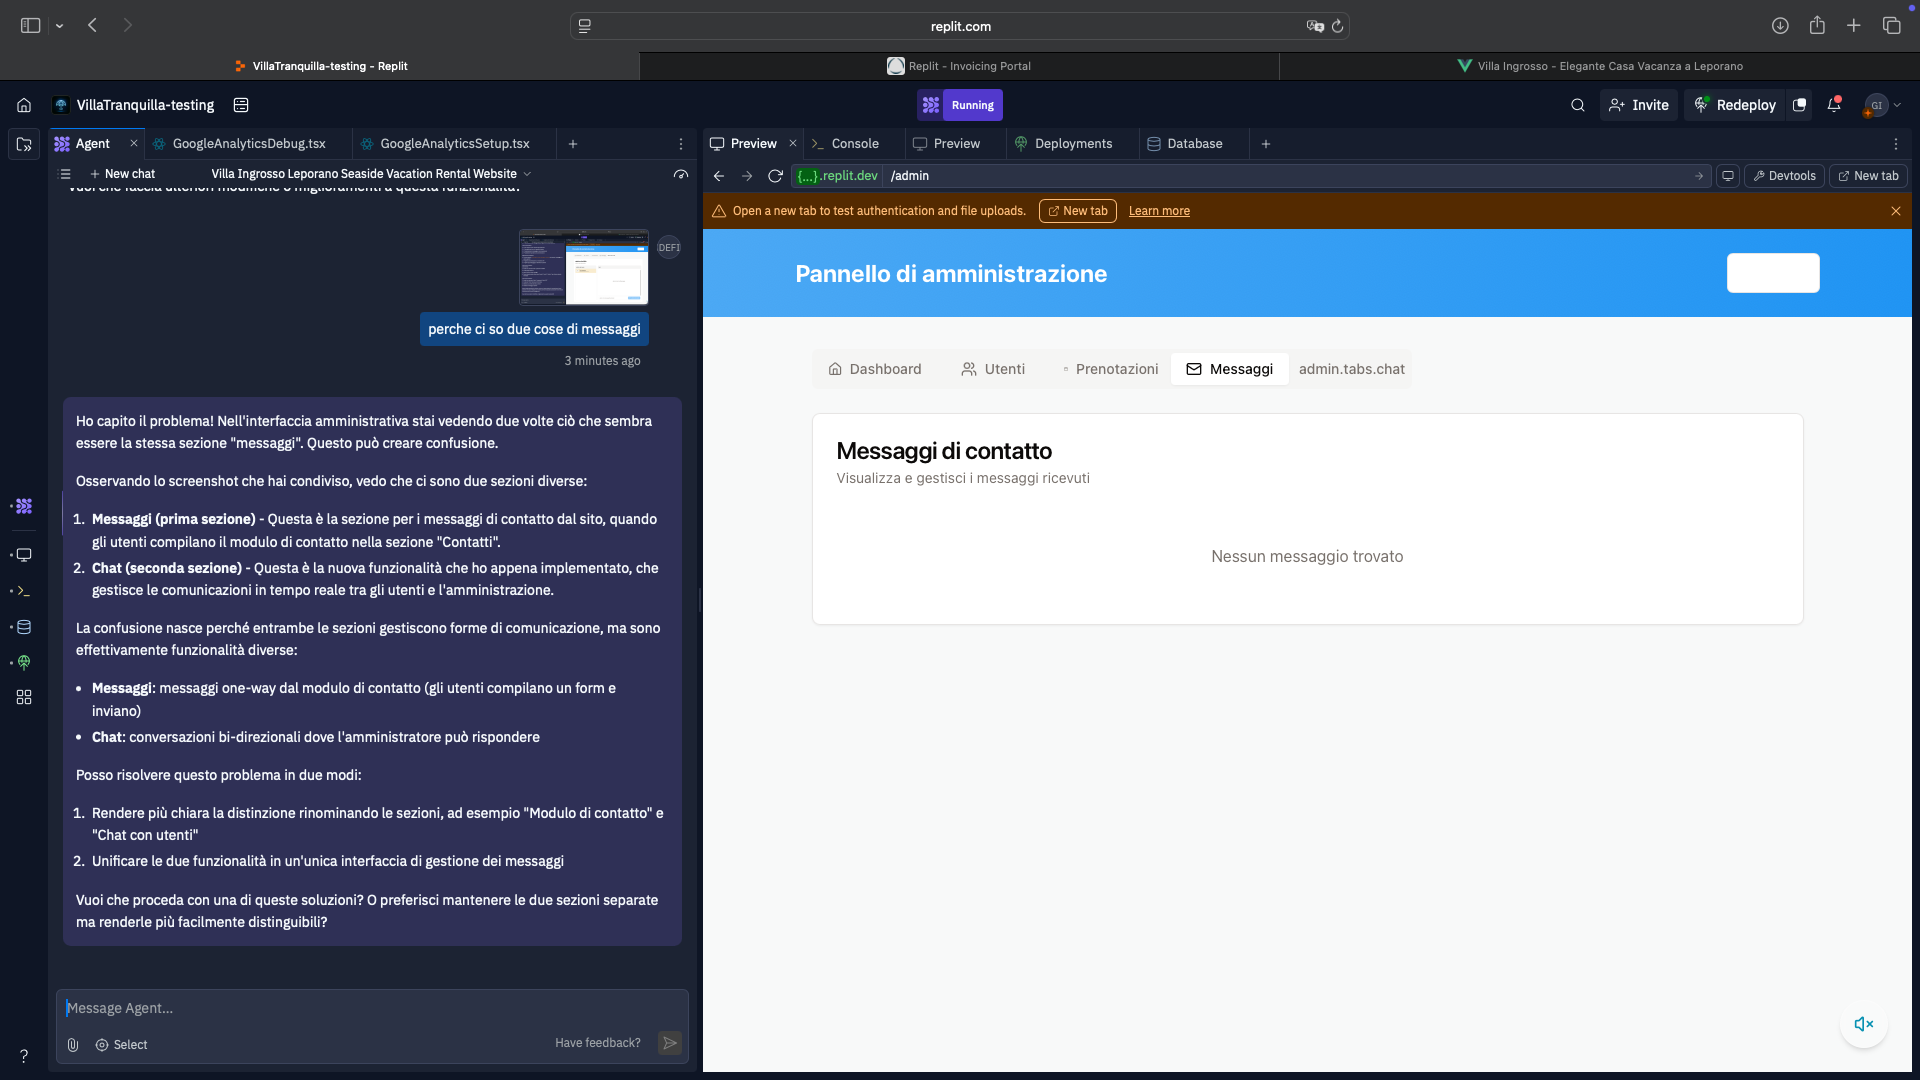 replit.com
VillaTranquilla-testing - Replit
Replit - Invoicing Portal
Villa Ingrosso - Elegante Casa Vacanza a Leporano
VillaTranquilla-testing
Running
Invite
Redeploy
GI
Agent
GoogleAnalyticsDebug.tsx
GoogleAnalyticsSetup.tsx
Preview
Console
Preview
Deployments
Database
New chat
Villa Ingrosso Leporano Seaside Vacation Rental Website
{...}.replit.dev
/admin
Devtools
New tab
Vuoi che faccia ulteriori modifiche o miglioramenti a questa funzionalità?
Open a new tab to test authentication and file uploads.
New tab
Learn more
DEFI
perche ci so due cose di messaggi
3 minutes ago
Ho capito il problema! Nell'interfaccia amministrativa stai vedendo due volte ciò che sembra
essere la stessa sezione "messaggi". Questo può creare confusione.
Osservando lo screenshot che hai condiviso, vedo che ci sono due sezioni diverse:
1. Messaggi (prima sezione) - Questa è la sezione per i messaggi di contatto dal sito, quando
gli utenti compilano il modulo di contatto nella sezione "Contatti".
2. Chat (seconda sezione) - Questa è la nuova funzionalità che ho appena implementato, che
gestisce le comunicazioni in tempo reale tra gli utenti e l'amministrazione.
La confusione nasce perché entrambe le sezioni gestiscono forme di comunicazione, ma sono
effettivamente funzionalità diverse:
• Messaggi: messaggi one-way dal modulo di contatto (gli utenti compilano un form e
inviano)
• Chat: conversazioni bi-direzionali dove l'amministratore può rispondere
Posso risolvere questo problema in due modi:
1. Rendere più chiara la distinzione rinominando le sezioni, ad esempio "Modulo di contatto" e
"Chat con utenti"
2. Unificare le due funzionalità in un'unica interfaccia di gestione dei messaggi
Vuoi che proceda con una di queste soluzioni? O preferisci mantenere le due sezioni separate
ma renderle più facilmente distinguibili?
Message Agent...
Select
Have feedback?
?
Pannello di amministrazione
Dashboard
Utenti
Prenotazioni
Messaggi
admin.tabs.chat
Messaggi di contatto
Visualizza e gestisci i messaggi ricevuti
Nessun messaggio trovato